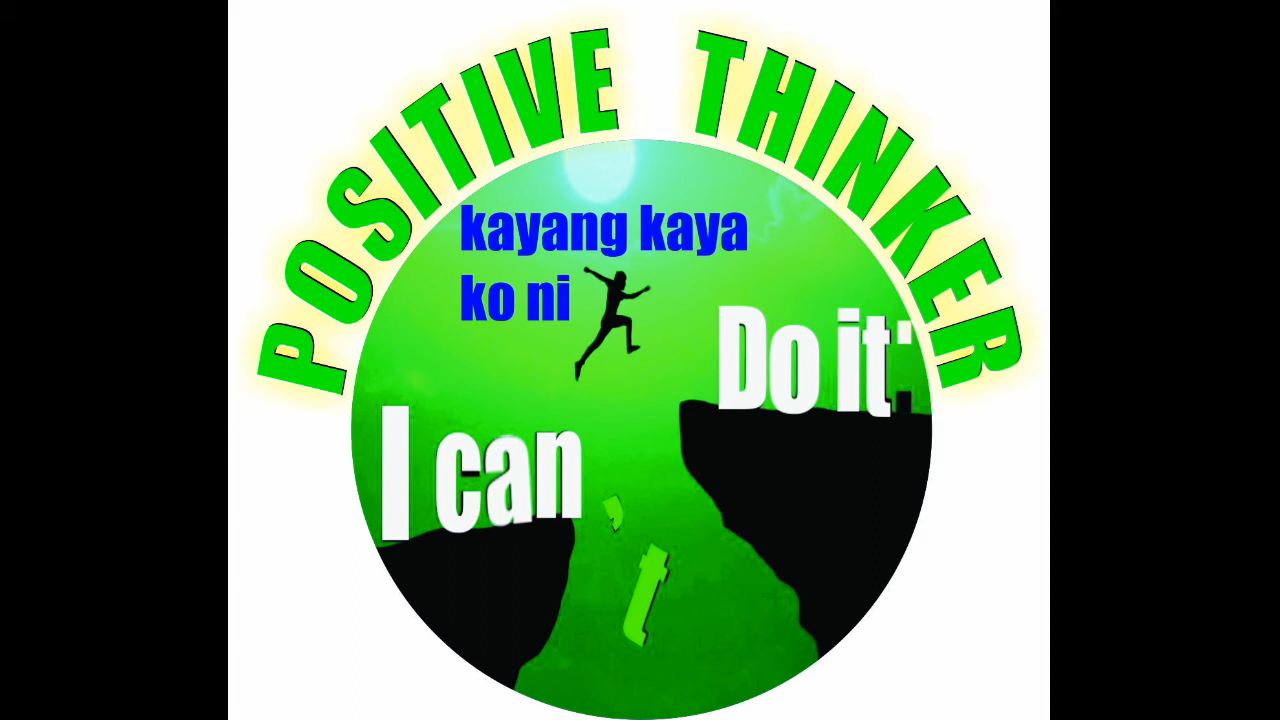 POSITIVE THINKER
kayang kaya
ko ni
Do it.
I can
't